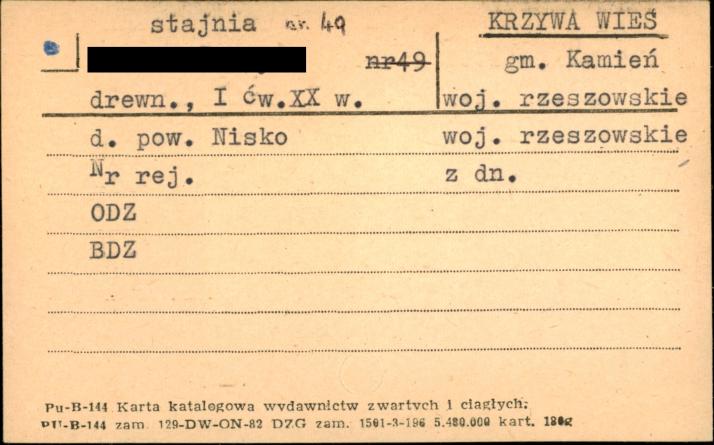 stajnia nr. 49 KRZYWA WIEŚ
nr49 gm. Kamień
drewn., I ćw.XX w. woj. rzeszowskie
d. pow. Nisko woj. rzeszowskie
Nr rej. z dn.
ODZ
BDZ
Pu-B-144 Karta katalogowa wydawnictw zwartych i ciągłych.
PU-B-144 zam. 129-DW-ON-82 DZG zam. 1501-3-196 5.480.000 kart. 180g